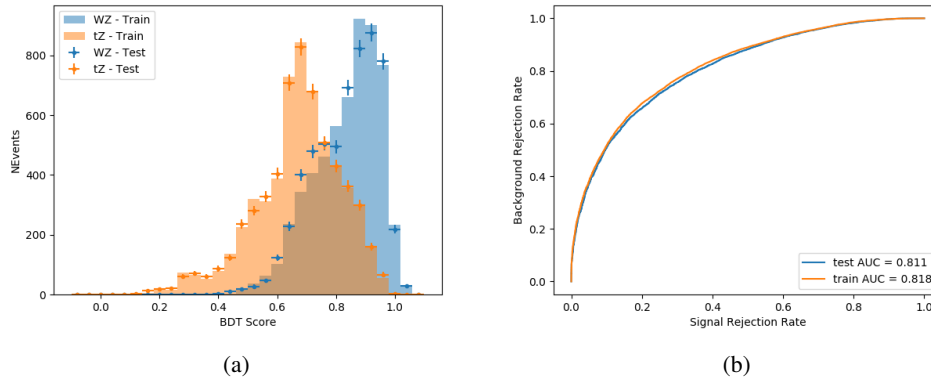 WZ - Train
tZ - Train
WZ - Test
tZ - Test
800
600
400
200
0
NEvents
0.0 0.2 0.4 0.6 0.8 1.0
BDT Score
(a)
1.0
0.8
0.6
0.4
0.2
0.0
Background Rejection Rate
test AUC = 0.811
train AUC = 0.818
0.0 0.2 0.4 0.6 0.8 1.0
Signal Rejection Rate
(b)